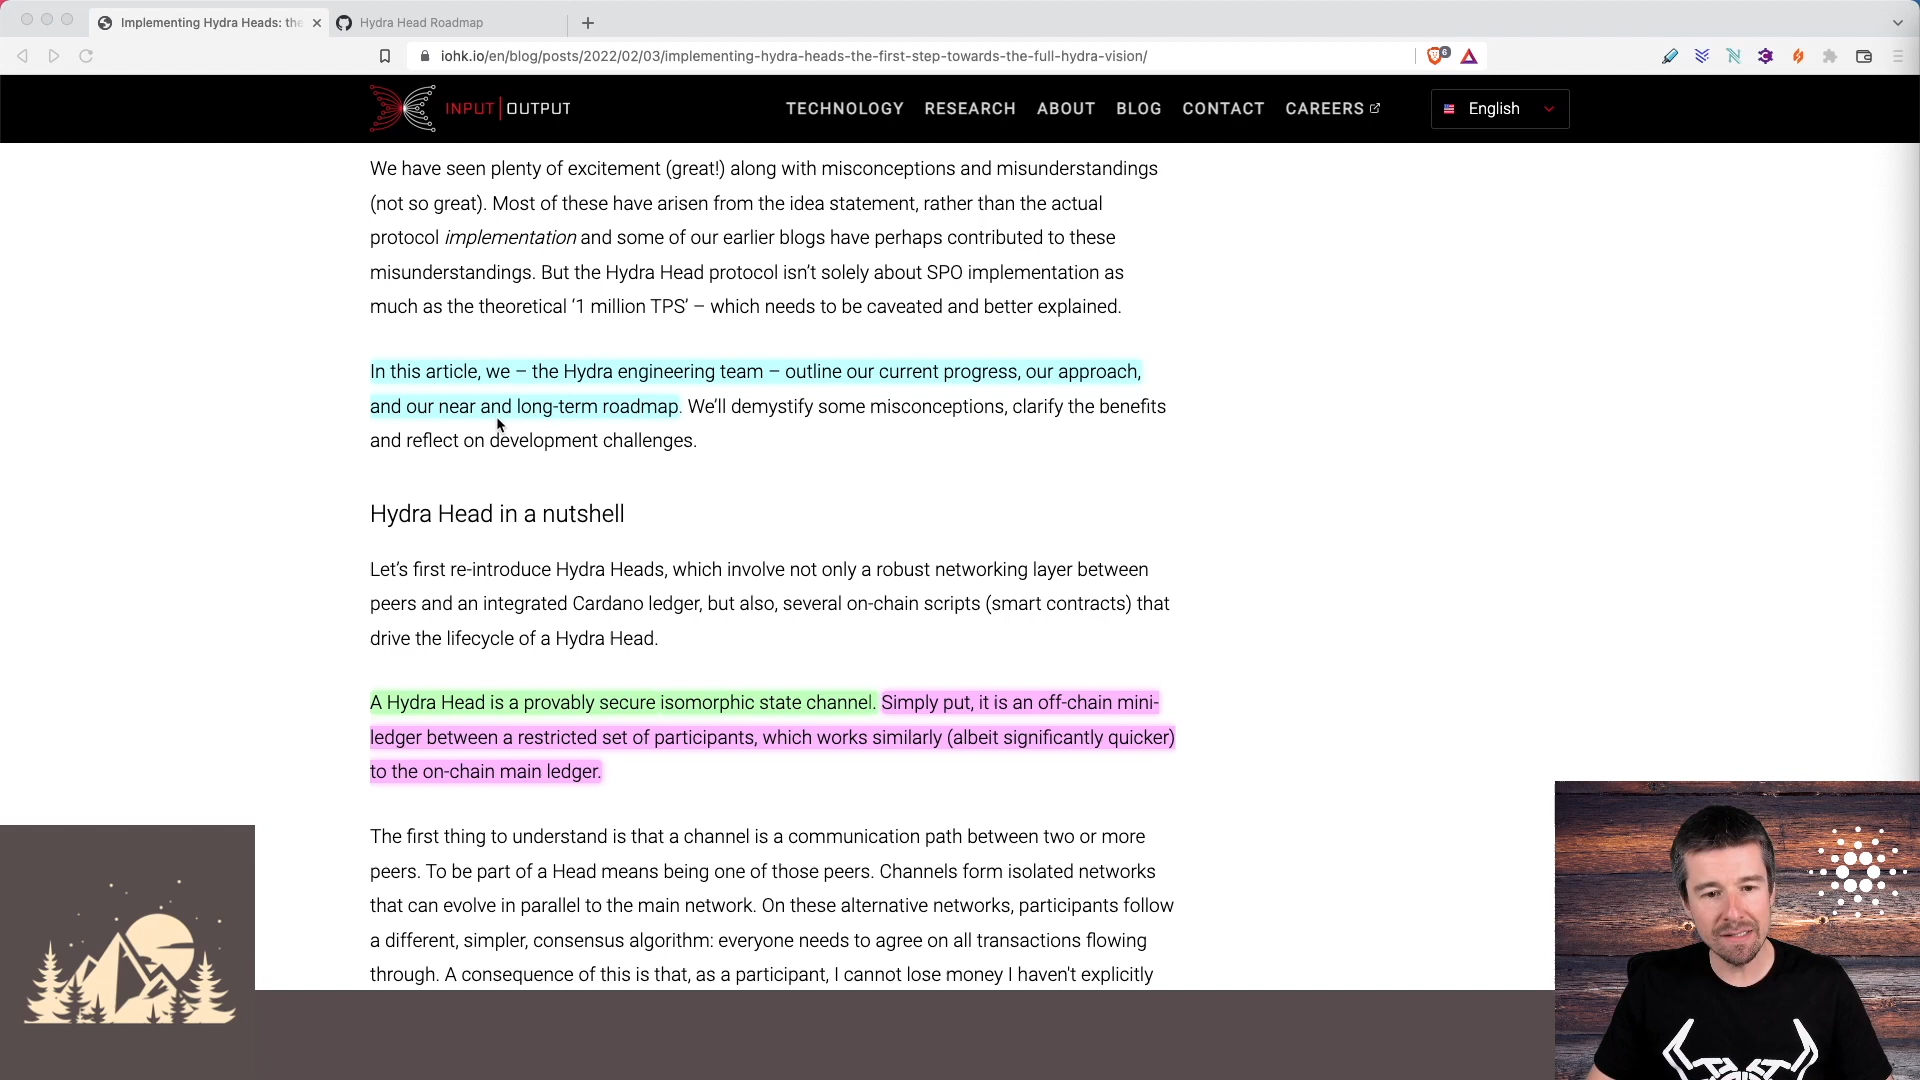 Implementing Hydra Heads: the
Hydra Head Roadmap
iohk.io/en/blog/posts/2022/02/03/implementing-hydra-heads-the-first-step-towards-the-full-hydra-vision/
6
INPUT|OUTPUT
TECHNOLOGY RESEARCH ABOUT BLOG CONTACT CAREERS
English
We have seen plenty of excitement (great!) along with misconceptions and misunderstandings
(not so great). Most of these have arisen from the idea statement, rather than the actual
protocol implementation and some of our earlier blogs have perhaps contributed to these
misunderstandings. But the Hydra Head protocol isn’t solely about SPO implementation as
much as the theoretical ‘1 million TPS’ – which needs to be caveated and better explained.
In this article, we – the Hydra engineering team – outline our current progress, our approach,
and our near and long-term roadmap. We’ll demystify some misconceptions, clarify the benefits
and reflect on development challenges.
Hydra Head in a nutshell
Let’s first re-introduce Hydra Heads, which involve not only a robust networking layer between
peers and an integrated Cardano ledger, but also, several on-chain scripts (smart contracts) that
drive the lifecycle of a Hydra Head.
A Hydra Head is a provably secure isomorphic state channel. Simply put, it is an off-chain mini-
ledger between a restricted set of participants, which works similarly (albeit significantly quicker)
to the on-chain main ledger.
The first thing to understand is that a channel is a communication path between two or more
peers. To be part of a Head means being one of those peers. Channels form isolated networks
that can evolve in parallel to the main network. On these alternative networks, participants follow
a different, simpler, consensus algorithm: everyone needs to agree on all transactions flowing
through. A consequence of this is that, as a participant, I cannot lose money I haven't explicitly